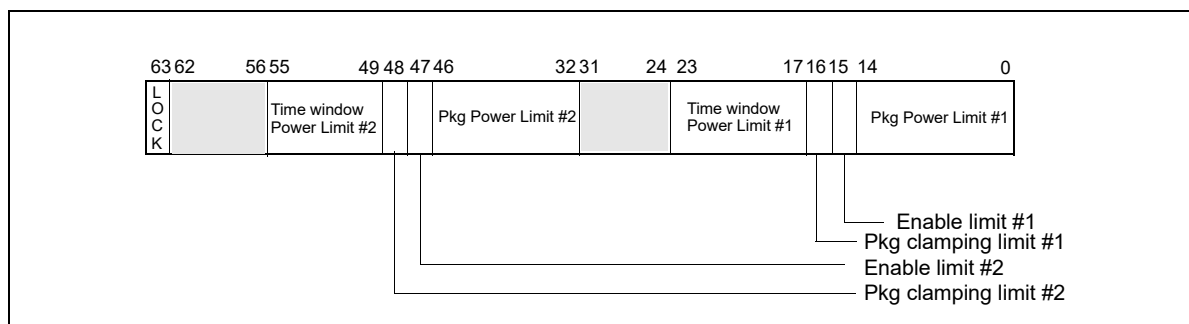 63 62 56 55 49 48 47 46 32 31 24 23 17 16 15 14 0
LOCK
Time window
Power Limit #2
Pkg Power Limit #2
Time window
Power Limit #1
Pkg Power Limit #1
Enable limit #1
Pkg clamping limit #1
Enable limit #2
Pkg clamping limit #2